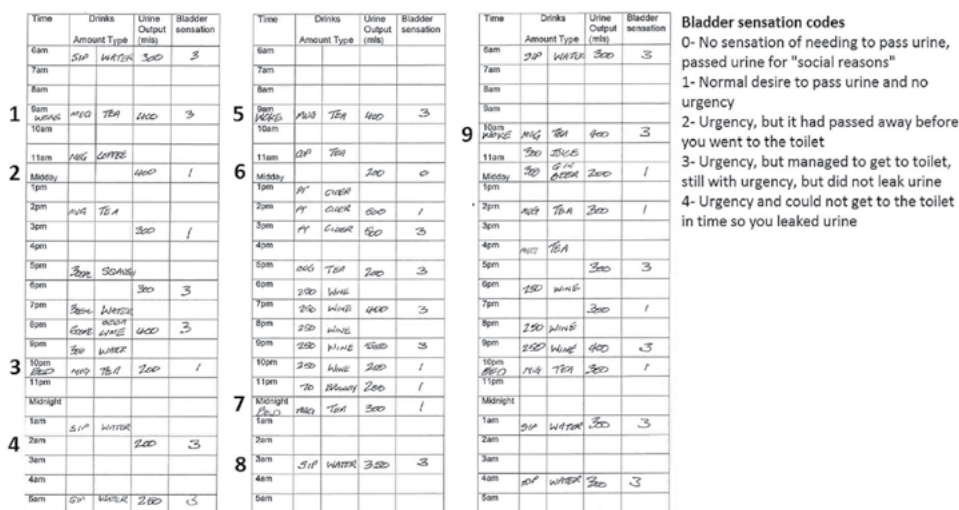 Time Drinks Urine Output (mls) Bladder sensation
Amount Type
6am SIP WATER 300 3
7am
8am
1 9am WOKE MUG TEA 400 3
10am
11am MUG COFFEE
2 Midday 400 1
1pm
2pm MUG TEA
3pm 300 1
4pm
5pm
6pm 300 3
7pm WATER
8pm LIME 400 3
9pm 300 WATER
3 10pm BED MUG TEA 200 1
11pm
Midnight
1am SIP WATER
4 2am 200 3
3am
4am
5am SIP WATER 3
Time Drinks Urine Output (mls) Bladder sensation
Amount Type
6am
7am
8am
5 9am WOKE MUG TEA 400 3
10am
11am TEA
6 Midday 200 0
1pm PT CIDER
2pm PT CIDER 500 1
3pm PT CIDER 500 3
4pm
5pm TEA 200 3
6pm 250 WINE
7pm 250 WINE 400 3
8pm 250 WINE
9pm 250 WINE 3
10pm 250 WINE 200 1
11pm 70 BRANDY 200 1
7 Midnight BED MUG TEA 300 1
1am
2am
8 3am SIP WATER 350 3
4am
5am
Time Drinks Urine Output (mls) Bladder sensation
Amount Type
6am SIP WATER 300 3
7am
8am
9am
9 10am WOKE MUG TEA 400 3
11am 300 JUICE
Midday 300 BEER 200 1
1pm
2pm MUG TEA 300 1
3pm
4pm MUG TEA
5pm 300 3
6pm 250 WINE
7pm 300 1
8pm 250 WINE
9pm 250 WINE 400 3
10pm BED MUG TEA 300 1
11pm
Midnight
1am SIP WATER 300 3
2am
3am
4am WATER 300 3
5am
Bladder sensation codes
0- No sensation of needing to pass urine,
passed urine for "social reasons"
1- Normal desire to pass urine and no
urgency
2- Urgency, but it had passed away before
you went to the toilet
3- Urgency, but managed to get to toilet,
still with urgency, but did not leak urine
4- Urgency and could not get to the toilet
in time so you leaked urine